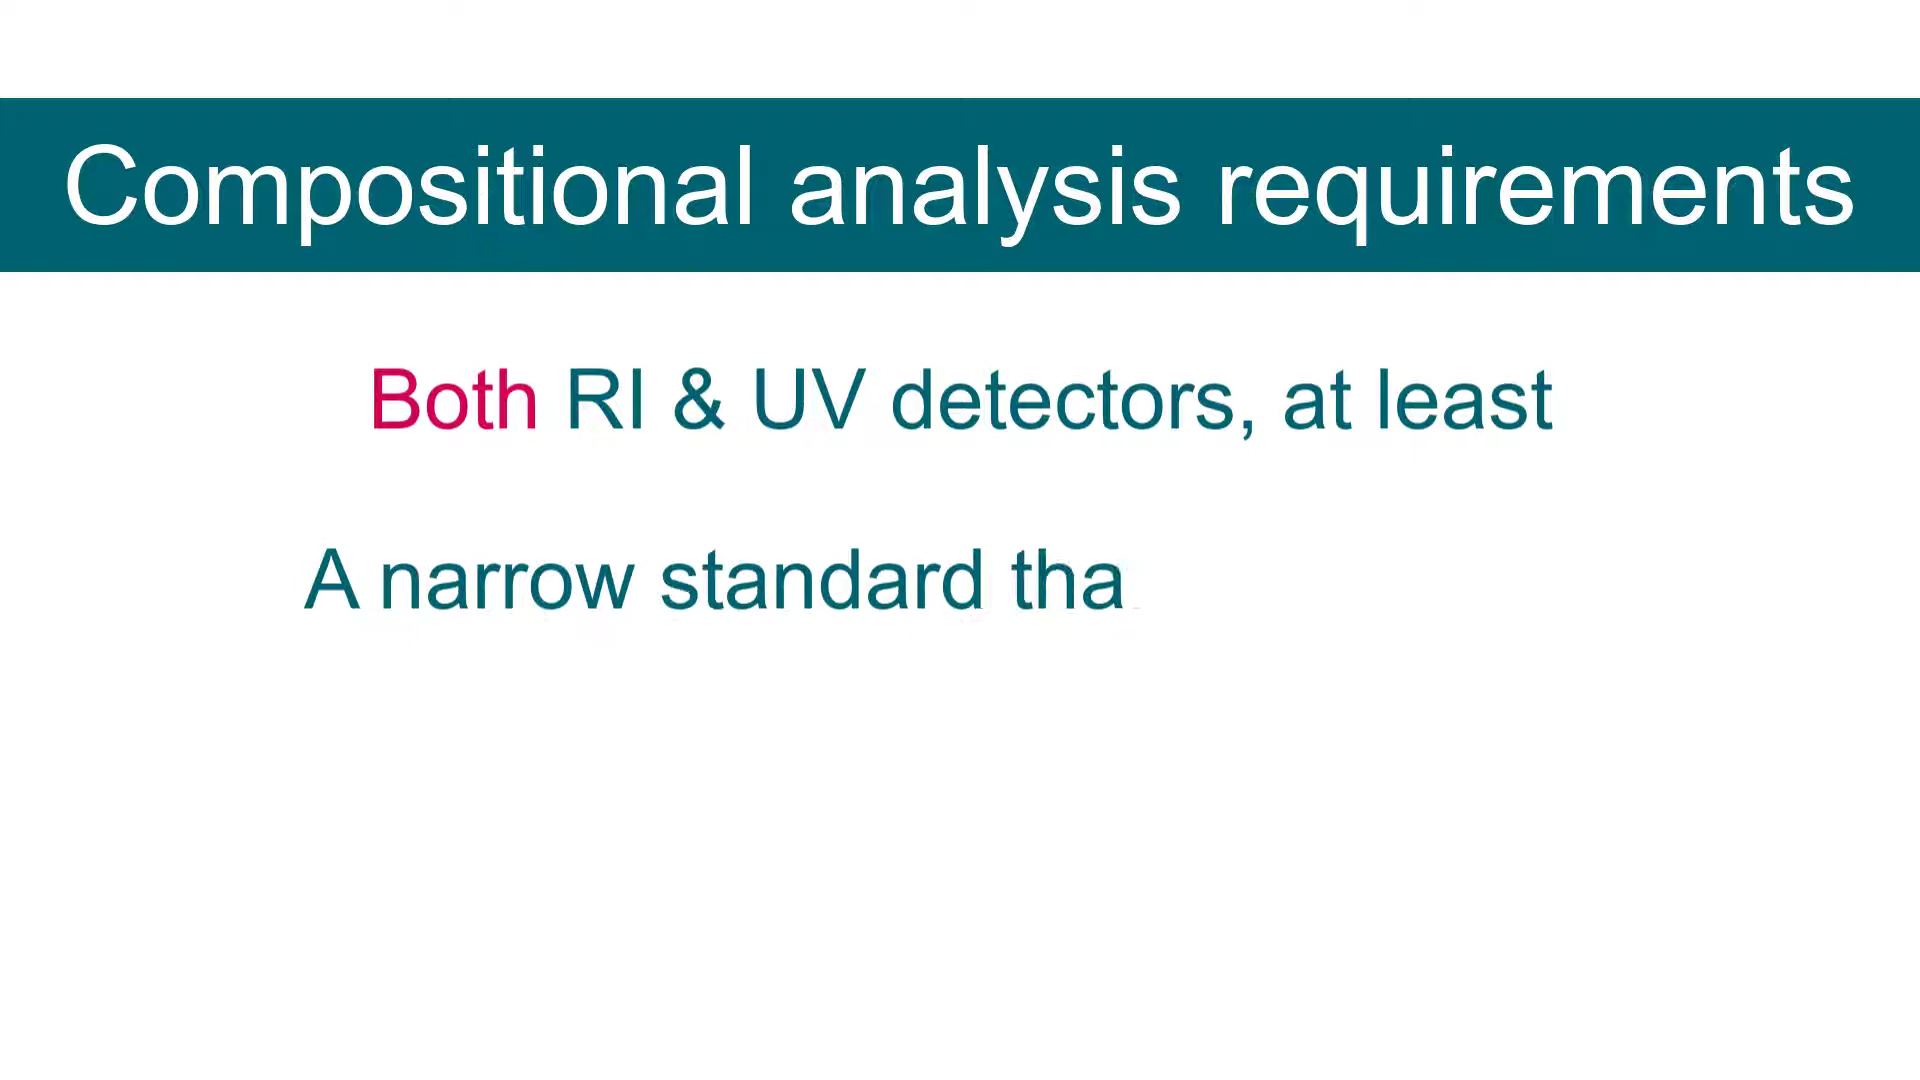 Compositional analysis requirements
Both RI & UV detectors, at least
A narrow standard tha